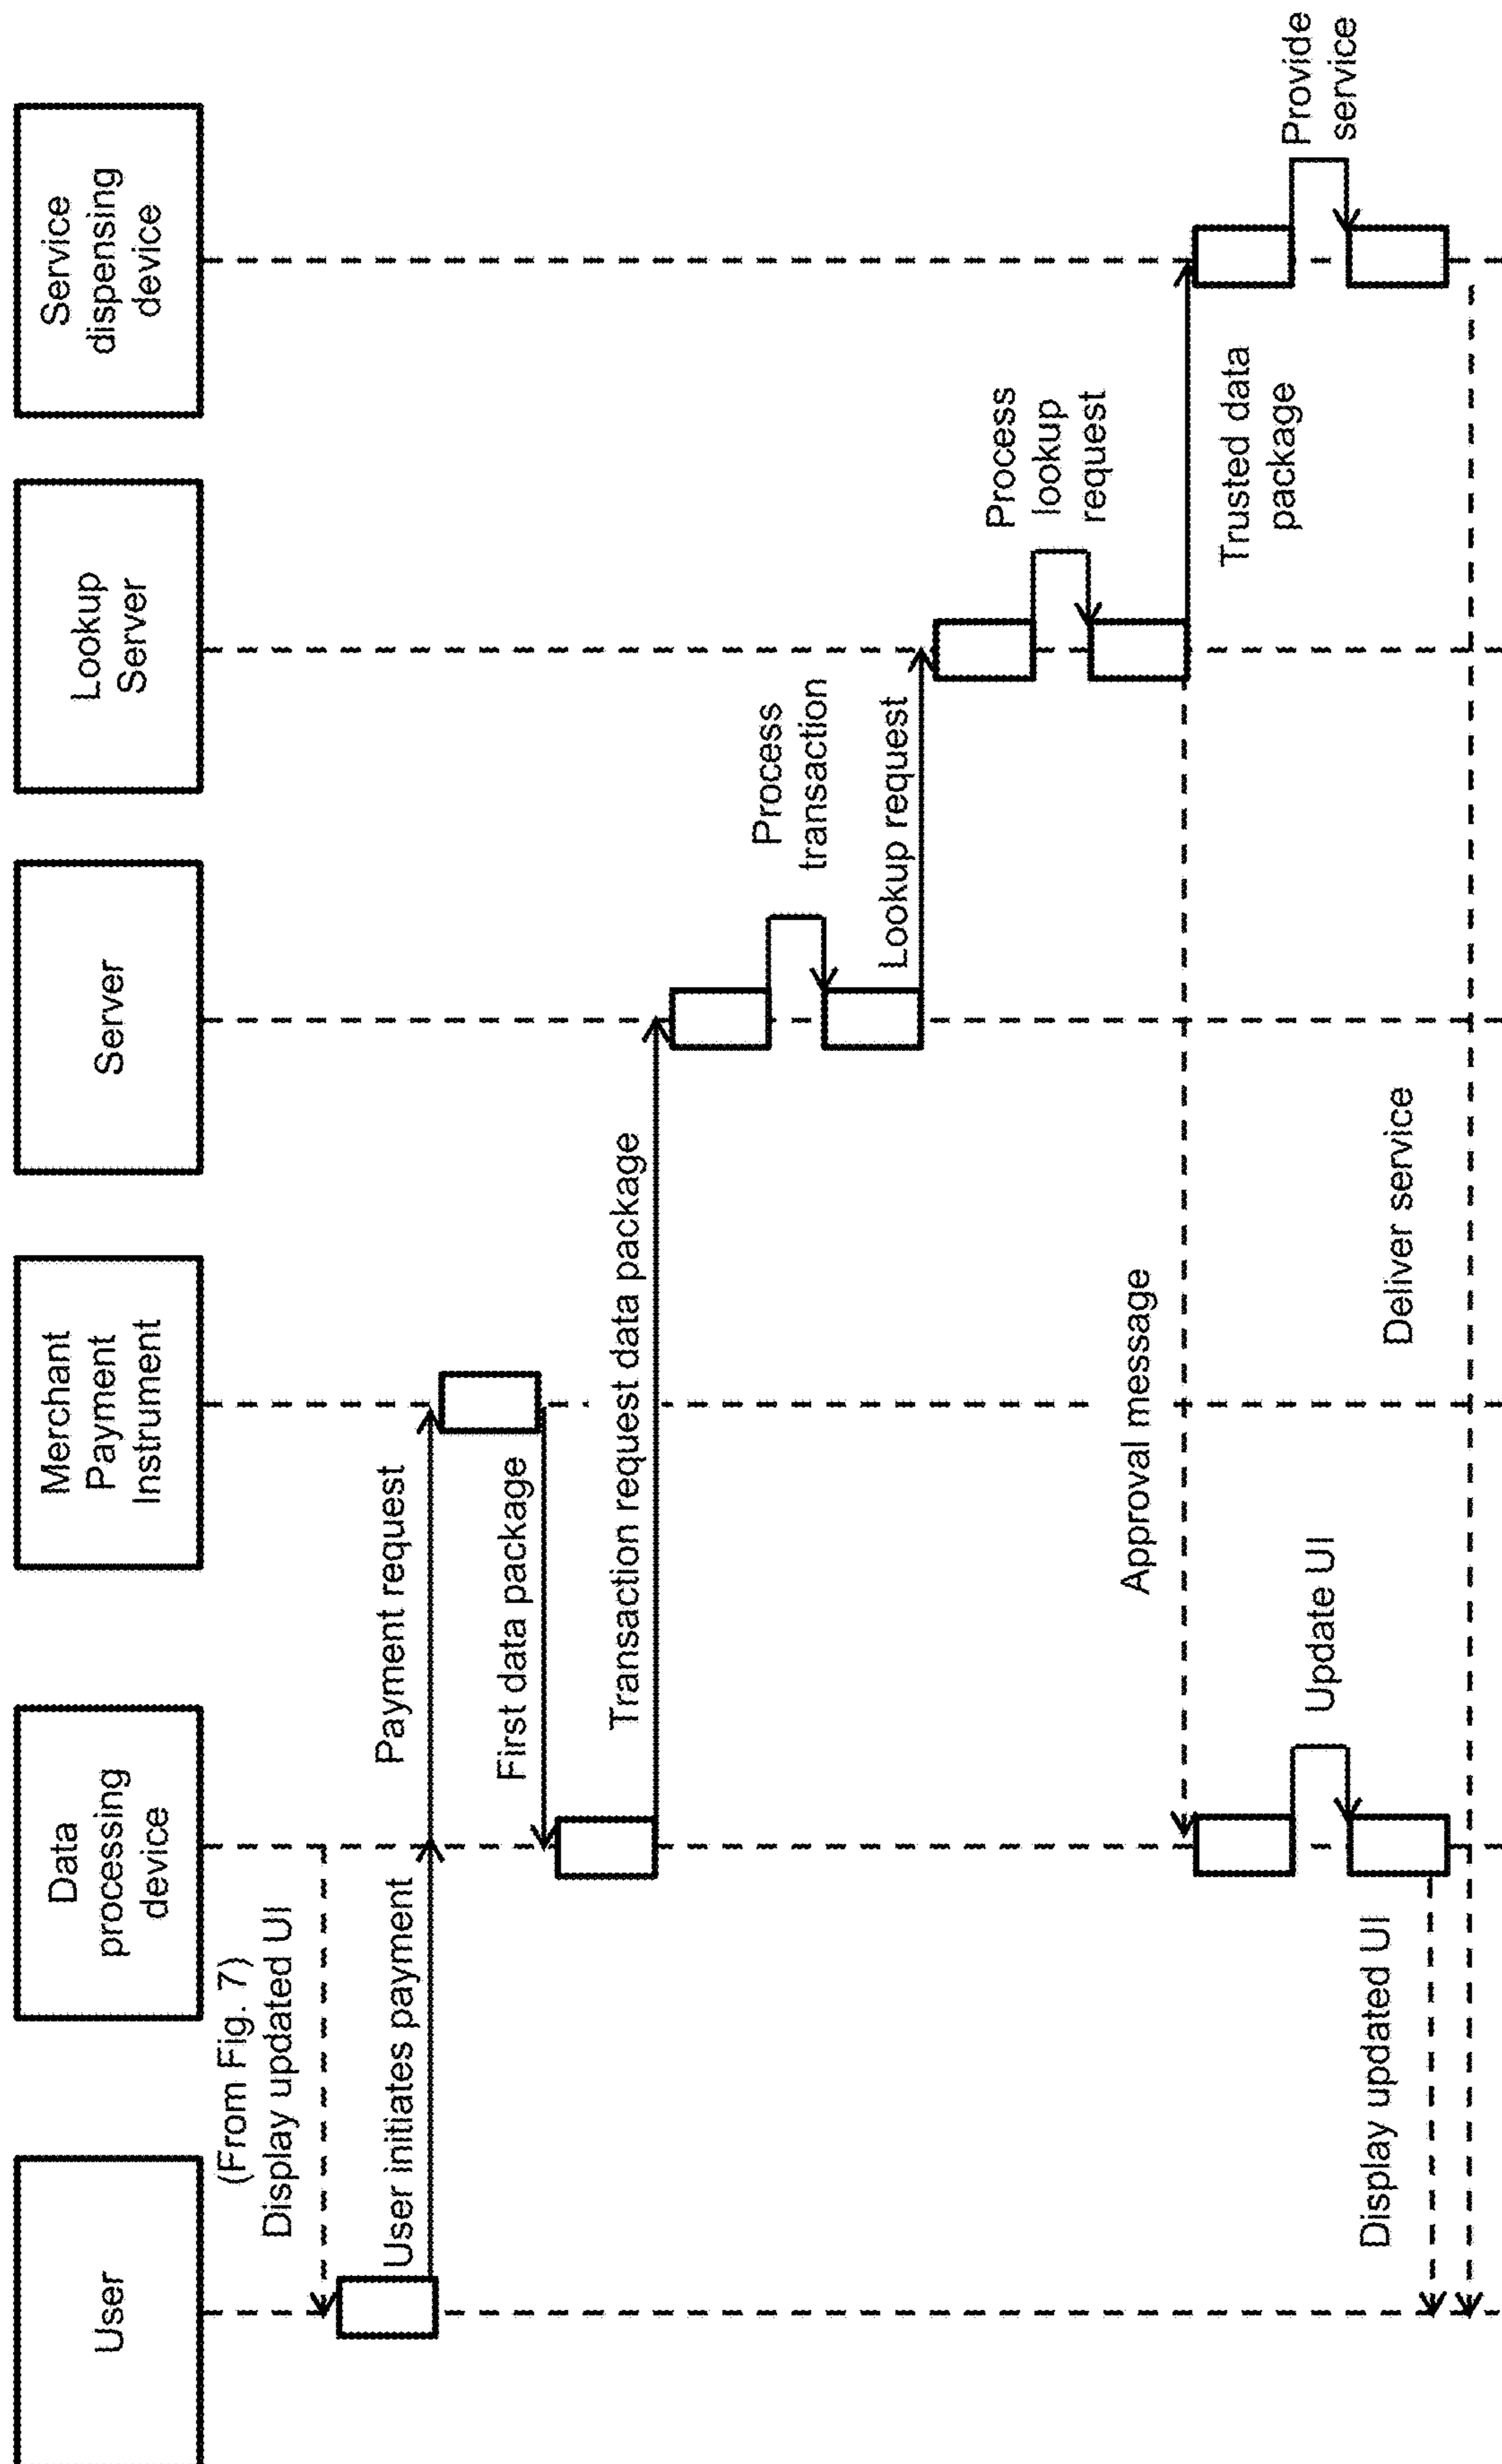 User
Data
processing
device
Merchant
Payment
Instrument
Server
Lookup
Server
Service
dispensing
device
(From Fig. 7)
Display updated UI
User initiates payment
Payment request
First data package
Transaction request data package
Process
transaction
Lookup request
Process
lookup
request
Approval message
Trusted data
package
Update UI
Provide
service
Display updated UI
Deliver service